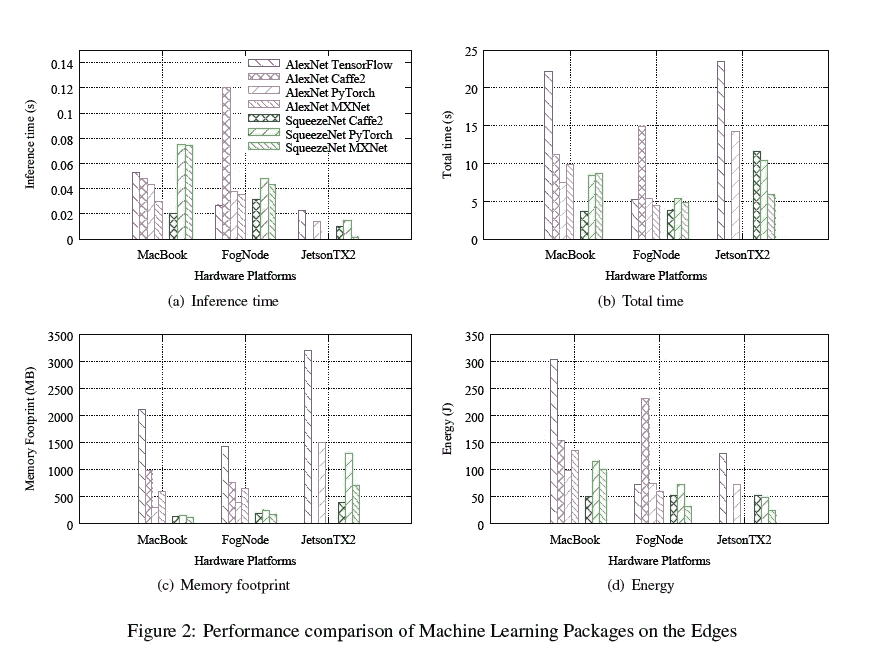 0.14
0.12
0.1
0.08
0.06
0.04
0.02
0
Inference time (s)
AlexNet TensorFlow
AlexNet Caffe2
AlexNet PyTorch
AlexNet MXNet
SqueezeNet Caffe2
SqueezeNet PyTorch
SqueezeNet MXNet
MacBook FogNode JetsonTX2
Hardware Platforms
(a) Inference time
25
20
15
10
5
0
Total time (s)
MacBook FogNode JetsonTX2
Hardware Platforms
(b) Total time
3500
3000
2500
2000
1500
1000
500
0
Memory Footprint (MB)
MacBook FogNode JetsonTX2
Hardware Platforms
(c) Memory footprint
350
300
250
200
150
100
50
0
Energy (J)
MacBook FogNode JetsonTX2
Hardware Platforms
(d) Energy
Figure 2: Performance comparison of Machine Learning Packages on the Edges